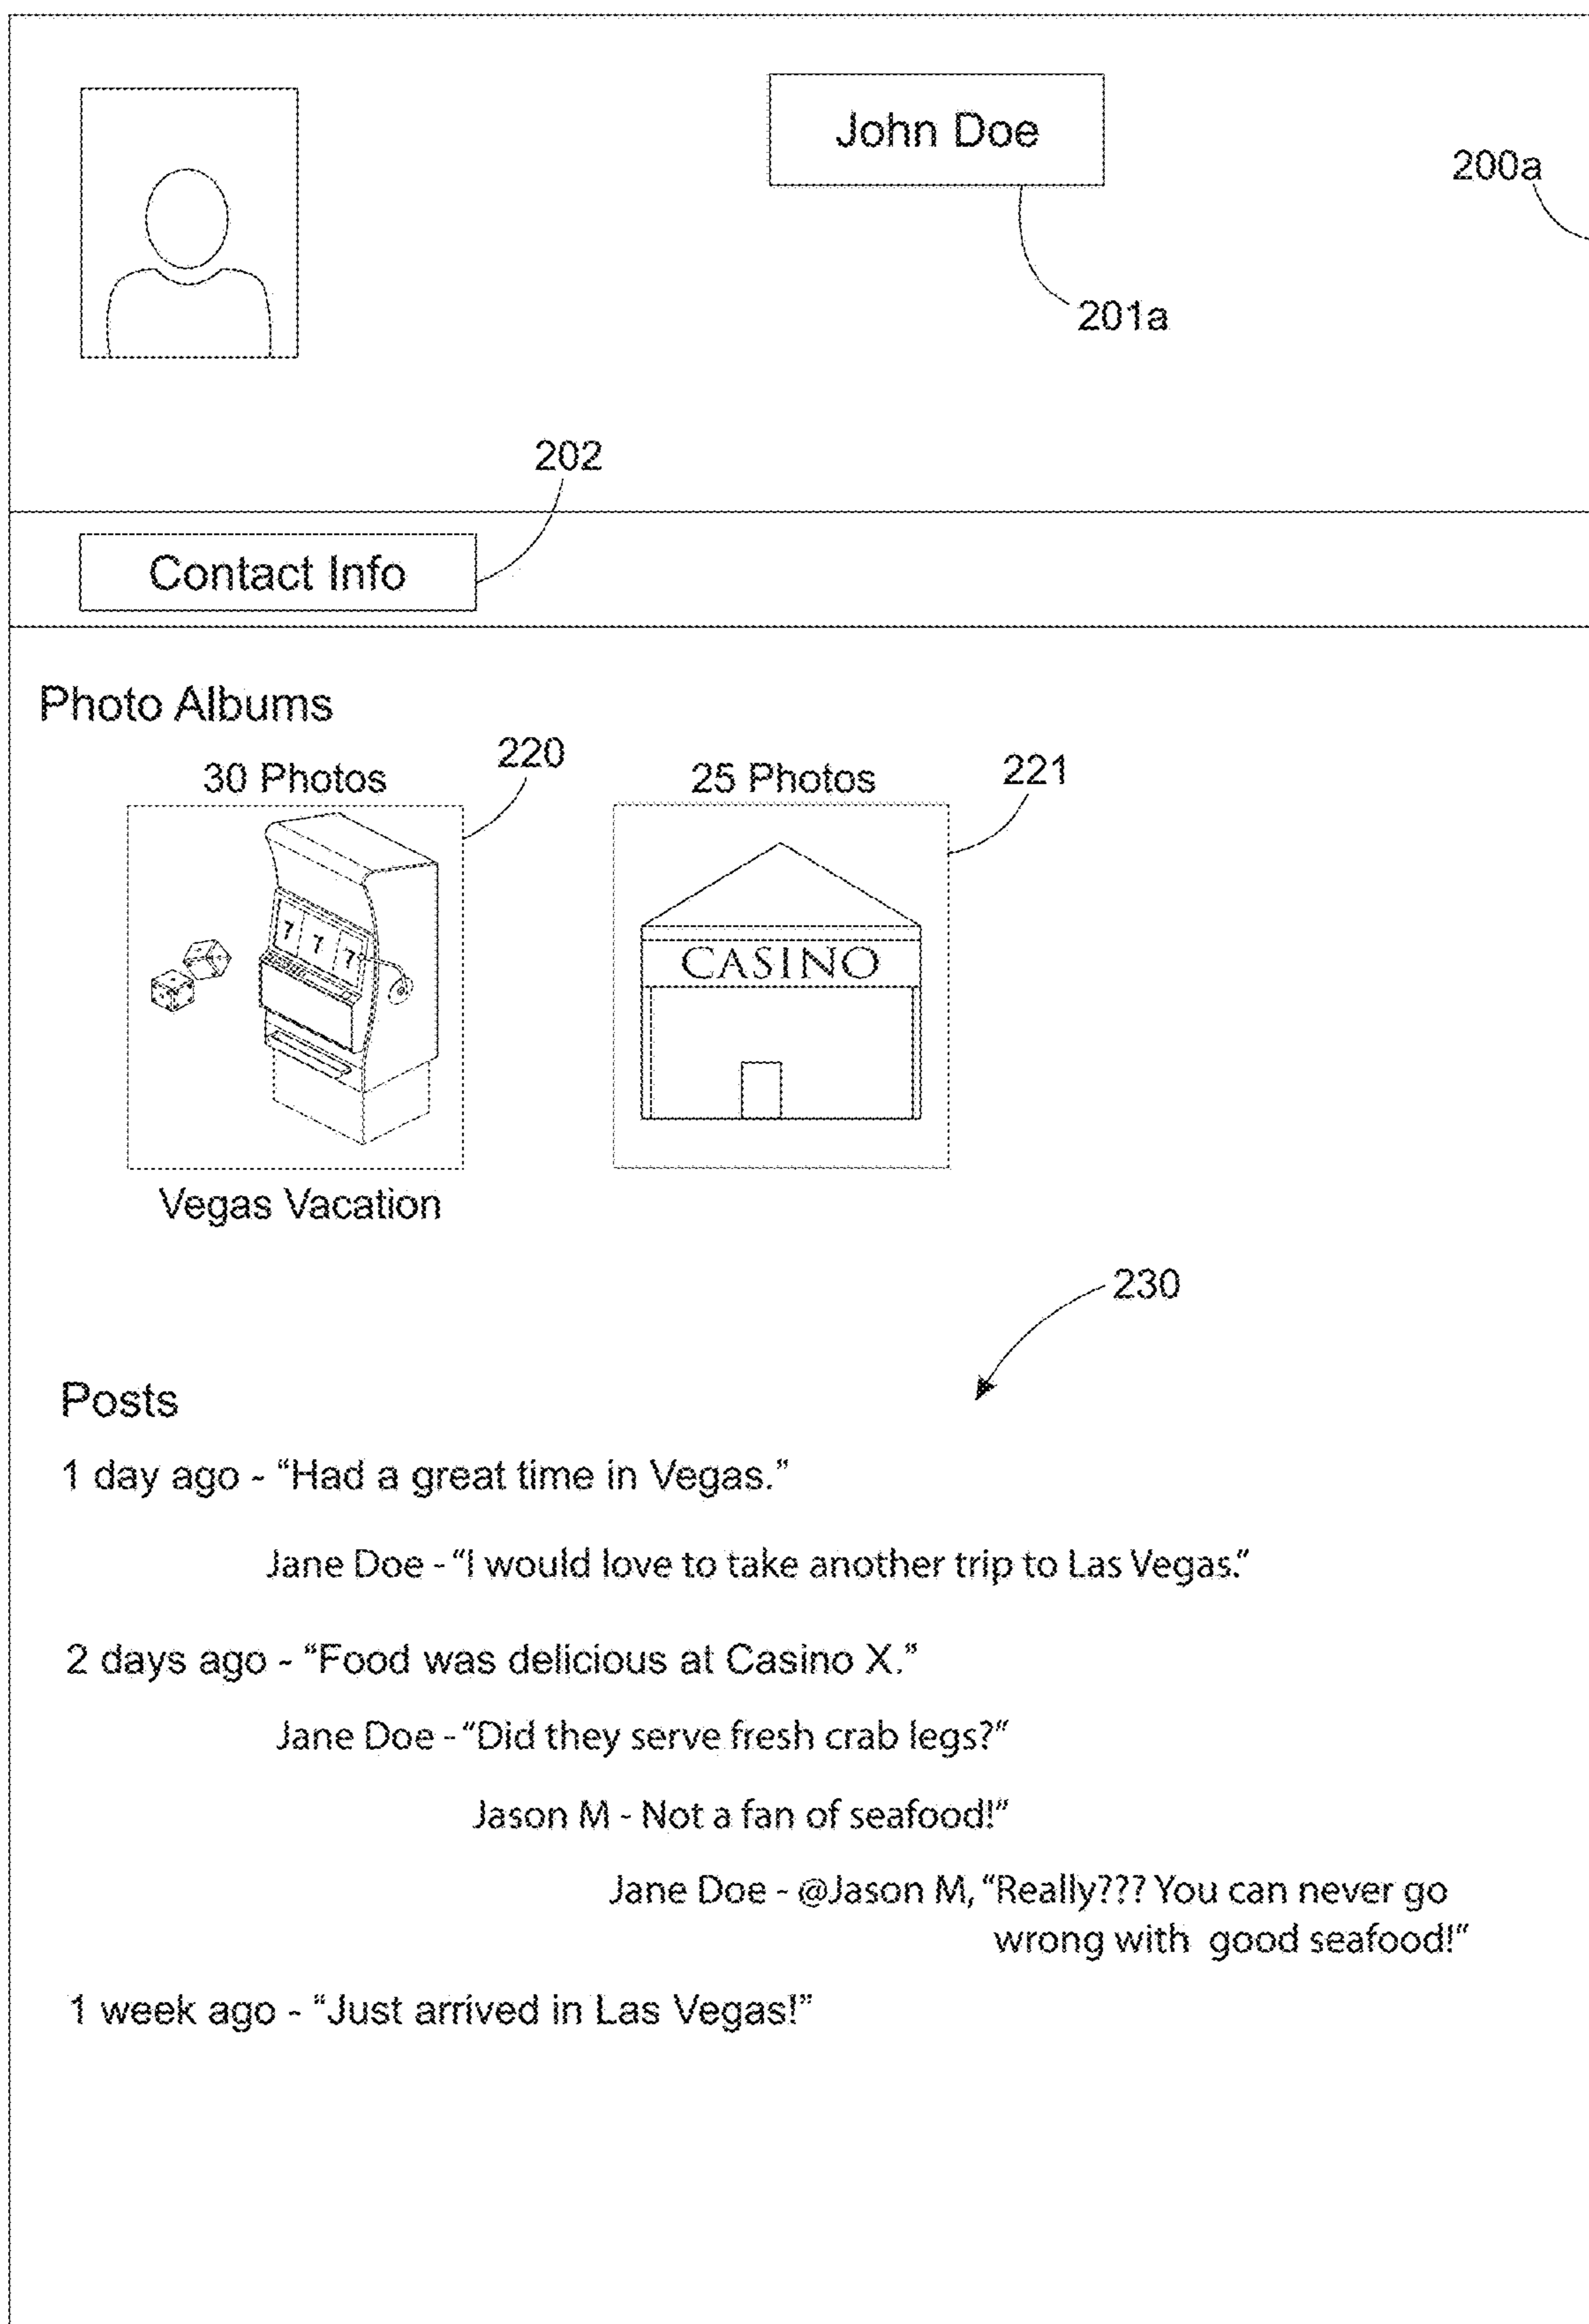 John Doe
200a
201a
202
Contact Info
Photo Albums
30 Photos
220
25 Photos
221
7 7 7
CASINO
Vegas Vacation
230
Posts
1 day ago - “Had a great time in Vegas.”
Jane Doe - “I would love to take another trip to Las Vegas.”
2 days ago - “Food was delicious at Casino X.”
Jane Doe - “Did they serve fresh crab legs?”
Jason M - Not a fan of seafood!”
Jane Doe - @Jason M, “Really??? You can never go
wrong with good seafood!”
1 week ago - “Just arrived in Las Vegas!”